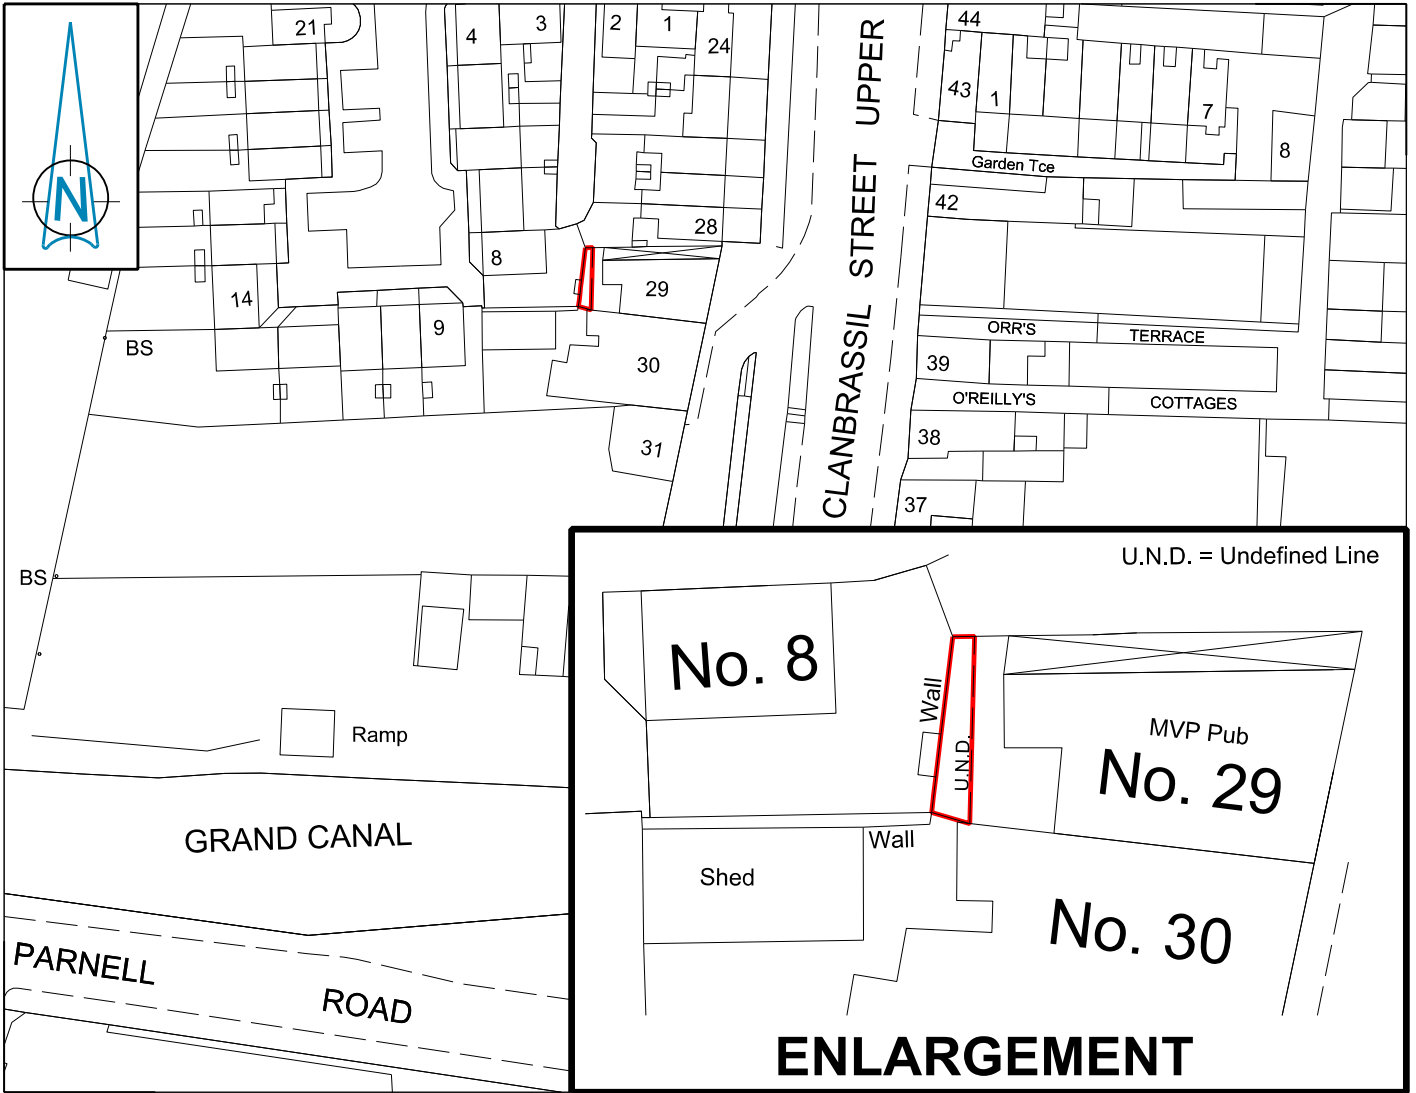 21
4
3
2
1
24
44
43
1
7
8
Garden Tce
CLANBRASSIL STREET UPPER
N
42
28
8
29
14
9
BS
30
31
ORR'S TERRACE
39
O'REILLY'S COTTAGES
38
37
BS
Ramp
GRAND CANAL
PARNELL ROAD
U.N.D. = Undefined Line
No. 8
Wall
U.N.D.
MVP Pub
No. 29
Wall
Shed
No. 30
ENLARGEMENT